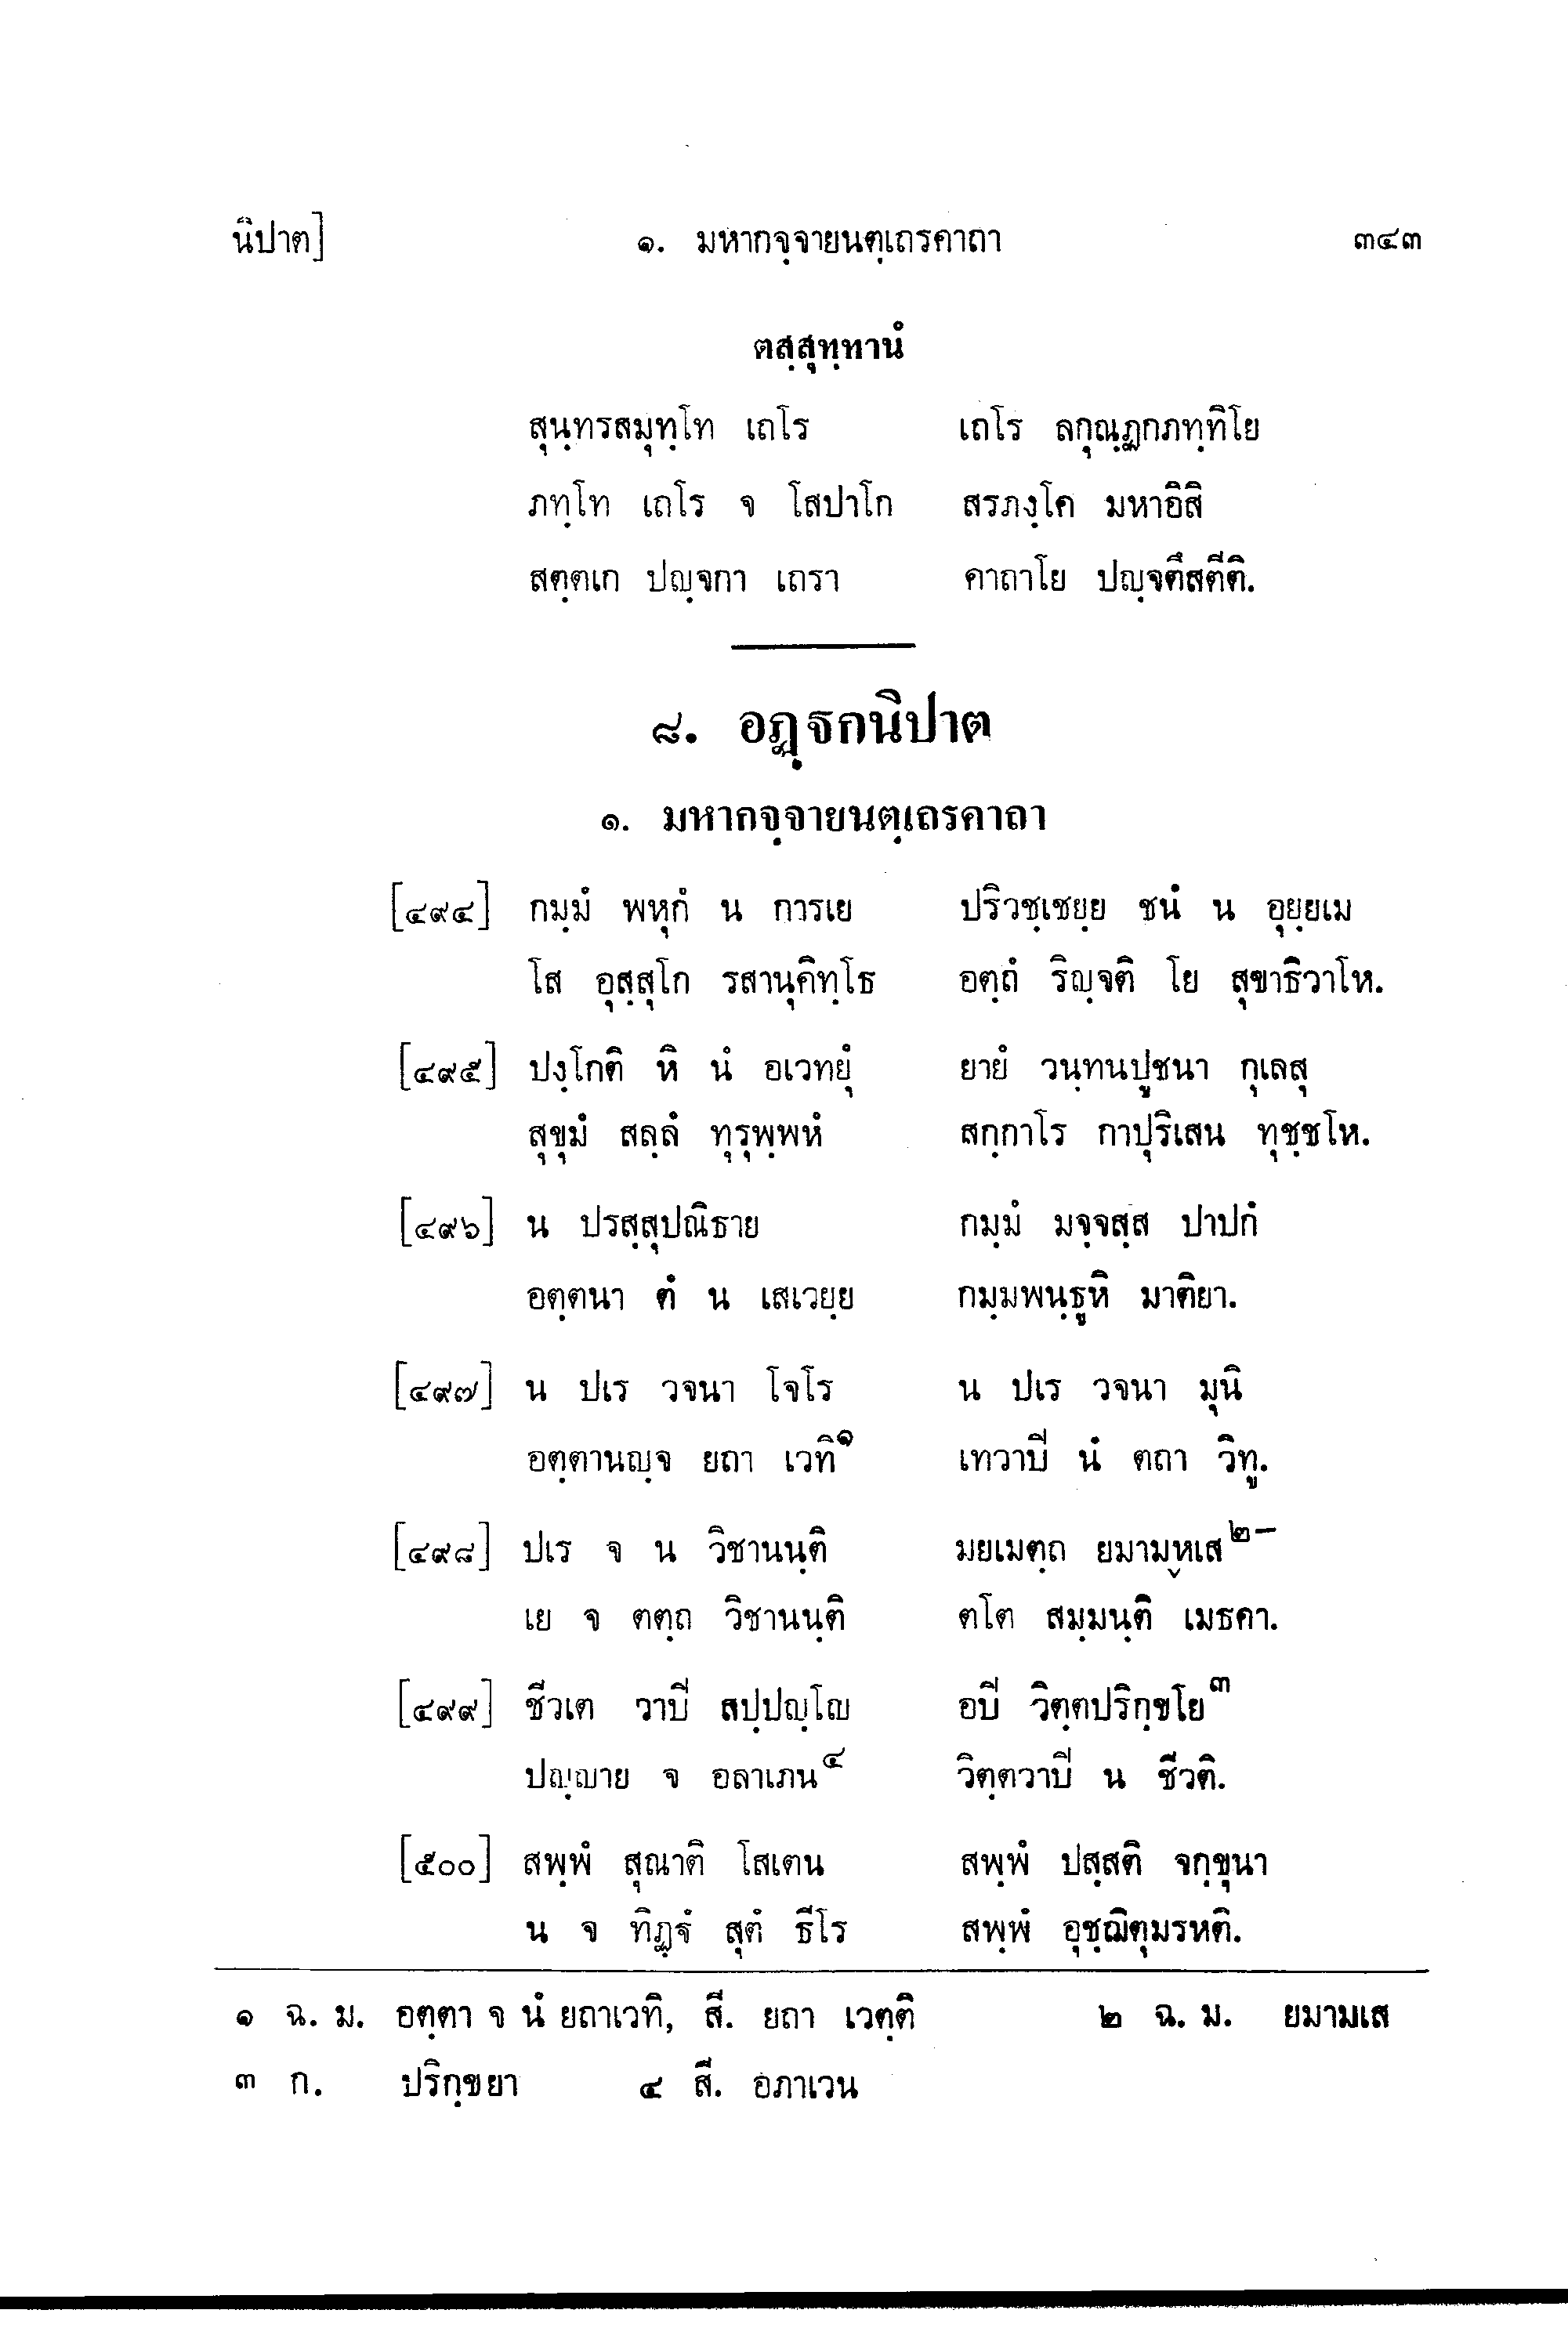 นิปาต] ๑. มหากจฺจายนตฺเถรคาถา ๓๔๓
ตสฺสุทฺทานํ
สุนฺทรสมุทฺโท เถโร เถโร ลกุณฺฏกภทฺทิโย
ภทฺโท เถโร จ โสปาโก สรภงฺโค มหาอิสิ
สตฺตเก ปญฺจกา เถรา คาถาโย ปญฺจตึสตีติ.
๘. อฏฺฐกนิปาต
๑. มหากจฺจายนตฺเถรคาถา
[๔๙๔] กมฺมํ พหุกํ น การเย ปริวชฺเชยฺย ชนํ น อุยฺยเม
โส อุสฺสุโก รสานุคิทฺโธ อตฺถํ ริญฺจติ โย สุขาธิวาโห.
[๔๙๕] ปงฺโกติ หิ นํ อเวทยุํ ยายํ วนฺทนปูชนา กุเลสุ
สุขุมํ สลฺลํ ทุรุพฺพหํ สกฺกาโร กาปุริเสน ทุชฺชโห.
[๔๙๖] น ปรสฺสุปณิธาย กมฺมํ มจฺจสฺส ปาปกํ
อตฺตนา ตํ น เสเวยฺย กมฺมพนฺธูหิ มาติยา.
[๔๙๗] น ปเร วจนา โจโร น ปเร วจนา มุนิ
อตฺตานญฺจ ยถา เวทิ๑ เทวาปิ นํ ตถา วิทู.
[๔๙๘] ปเร จ น วิชานนฺติ มยเมตฺถ ยมามฺหเส๒-
เย จ ตตฺถ วิชานนฺติ ตโต สมฺมนฺติ เมธคา.
[๔๙๙] ชีวเต วาปิ สปฺปญฺโญ อปิ วิตฺตปริกฺขโย๓
ปญฺญาย จ อลาเภน๔ วิตฺตวาปิ น ชีวติ.
[๕๐๐] สพฺพํ สุณาติ โสเตน สพฺพํ ปสฺสติ จกฺขุนา
น จ ทิฏฺฐํ สุตํ ธีโร สพฺพํ อุชฺฌิตุมรหติ.
๑ ฉ. ม. อตฺตา จ นํ ยถาเวทิ, สี. ยถา เวตฺติ ๒ ฉ. ม. ยมามเส
๓ ก. ปริกฺขยา ๔ สี. อภาเวน